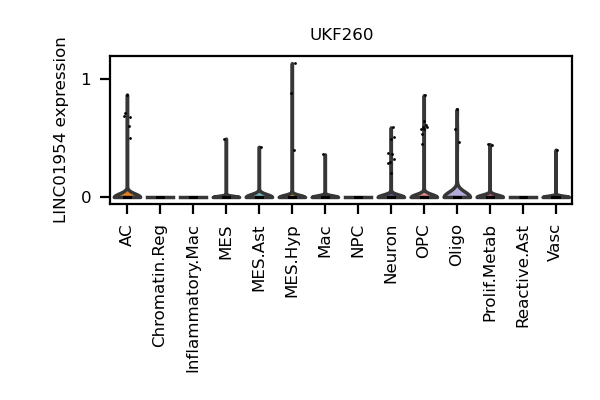 UKF260
LINC01954 expression
1
0
AC
Chromatin.Reg
Inflammatory.Mac
MES
MES.Ast
MES.Hyp
Mac
NPC
Neuron
OPC
Oligo
Prolif.Metab
Reactive.Ast
Vasc